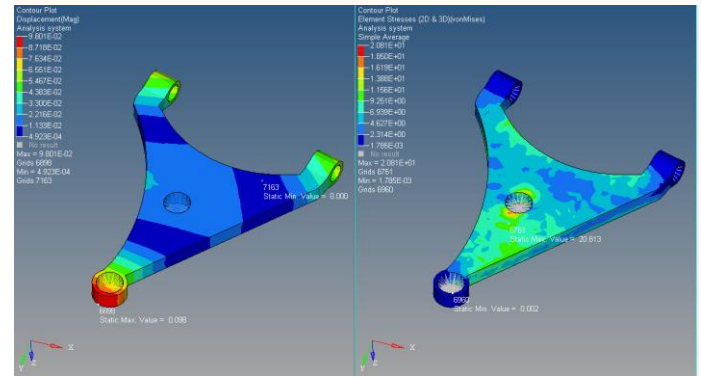 Contour Plot
Displacement(Mag)
Analysis system
9.801E-02
8.718E-02
7.634E-02
6.551E-02
5.467E-02
4.383E-02
3.300E-02
2.216E-02
1.133E-02
4.923E-04
No result
Max = 9.801E-02
Grids 6898
Min = 4.923E-04
Grids 7163
7163
Static Min. Value = 0.000
6898
Static Max. Value = 0.098
X
Y
Z
Contour Plot
Element Stresses (2D & 3D)(vonMises)
Analysis system
Simple Average
2.081E+01
1.850E+01
1.619E+01
1.388E+01
1.156E+01
9.251E+00
6.939E+00
4.627E+00
2.314E+00
1.785E-03
No result
Max = 2.081E+01
Grids 6761
Min = 1.785E-03
Grids 6960
6761
Static Max. Value = 20.813
6960
Static Min. Value = 0.002
X
Y
Z